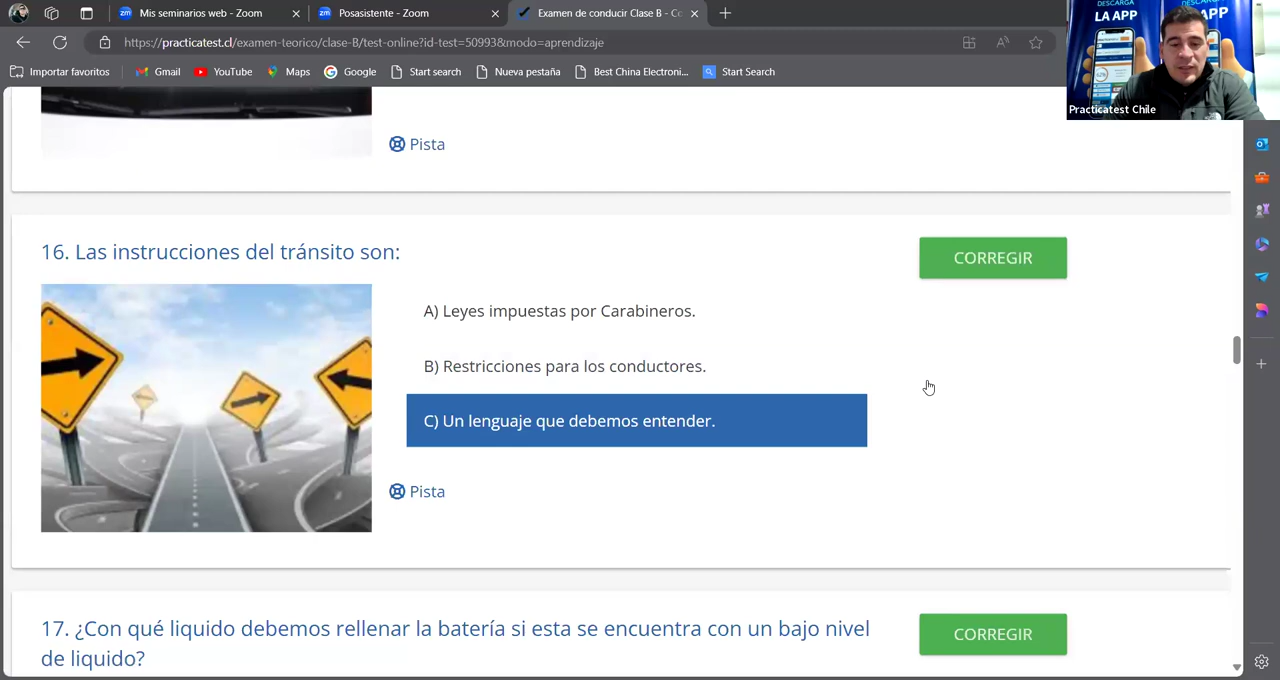 Mis seminarios web - Zoom
Posasistente - Zoom
Examen de conducir Clase B - Co
https://practicatest.cl/examen-teorico/clase-B/test-online?id-test=50993&modo=aprendizaje
Importar favoritos
Gmail
YouTube
Maps
Google
Start search
Nueva pestaña
Best China Electroni...
Start Search
DESCARGA
LA APP
APP
Practicatest Chile
Pista
16. Las instrucciones del tránsito son:
CORREGIR
A) Leyes impuestas por Carabineros.
B) Restricciones para los conductores.
C) Un lenguaje que debemos entender.
Pista
17. ¿Con qué liquido debemos rellenar la batería si esta se encuentra con un bajo nivel
de liquido?
CORREGIR